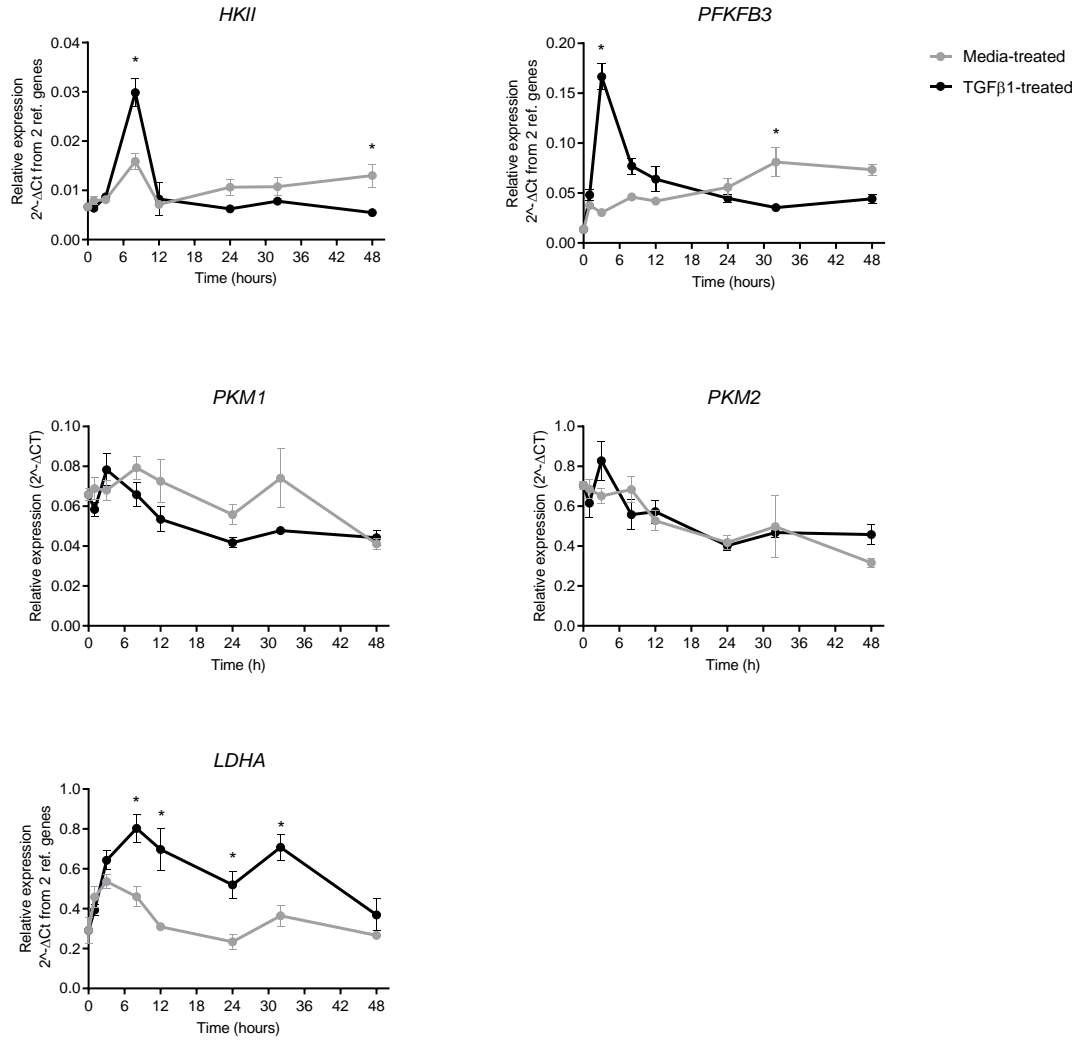 HKII
Relative expression
2^-ΔCt from 2 ref. genes
0.04
0.03
0.02
0.01
0.00
*
*
0 6 12 18 24 30 36 42 48
Time (hours)
PFKFB3
Relative expression
2^-ΔCt from 2 ref. genes
0.20
0.15
0.10
0.05
0.00
*
*
0 6 12 18 24 30 36 42 48
Time (hours)
Media-treated
TGFβ1-treated
PKM1
Relative expression (2^-ΔCT)
0.10
0.08
0.06
0.04
0.02
0.00
0 6 12 18 24 30 36 42 48
Time (h)
PKM2
Relative expression (2^-ΔCT)
1.0
0.8
0.6
0.4
0.2
0.0
0 6 12 18 24 30 36 42 48
Time (h)
LDHA
Relative expression
2^-ΔCt from 2 ref. genes
1.0
0.8
0.6
0.4
0.2
0.0
* * * *
0 6 12 18 24 30 36 42 48
Time (hours)